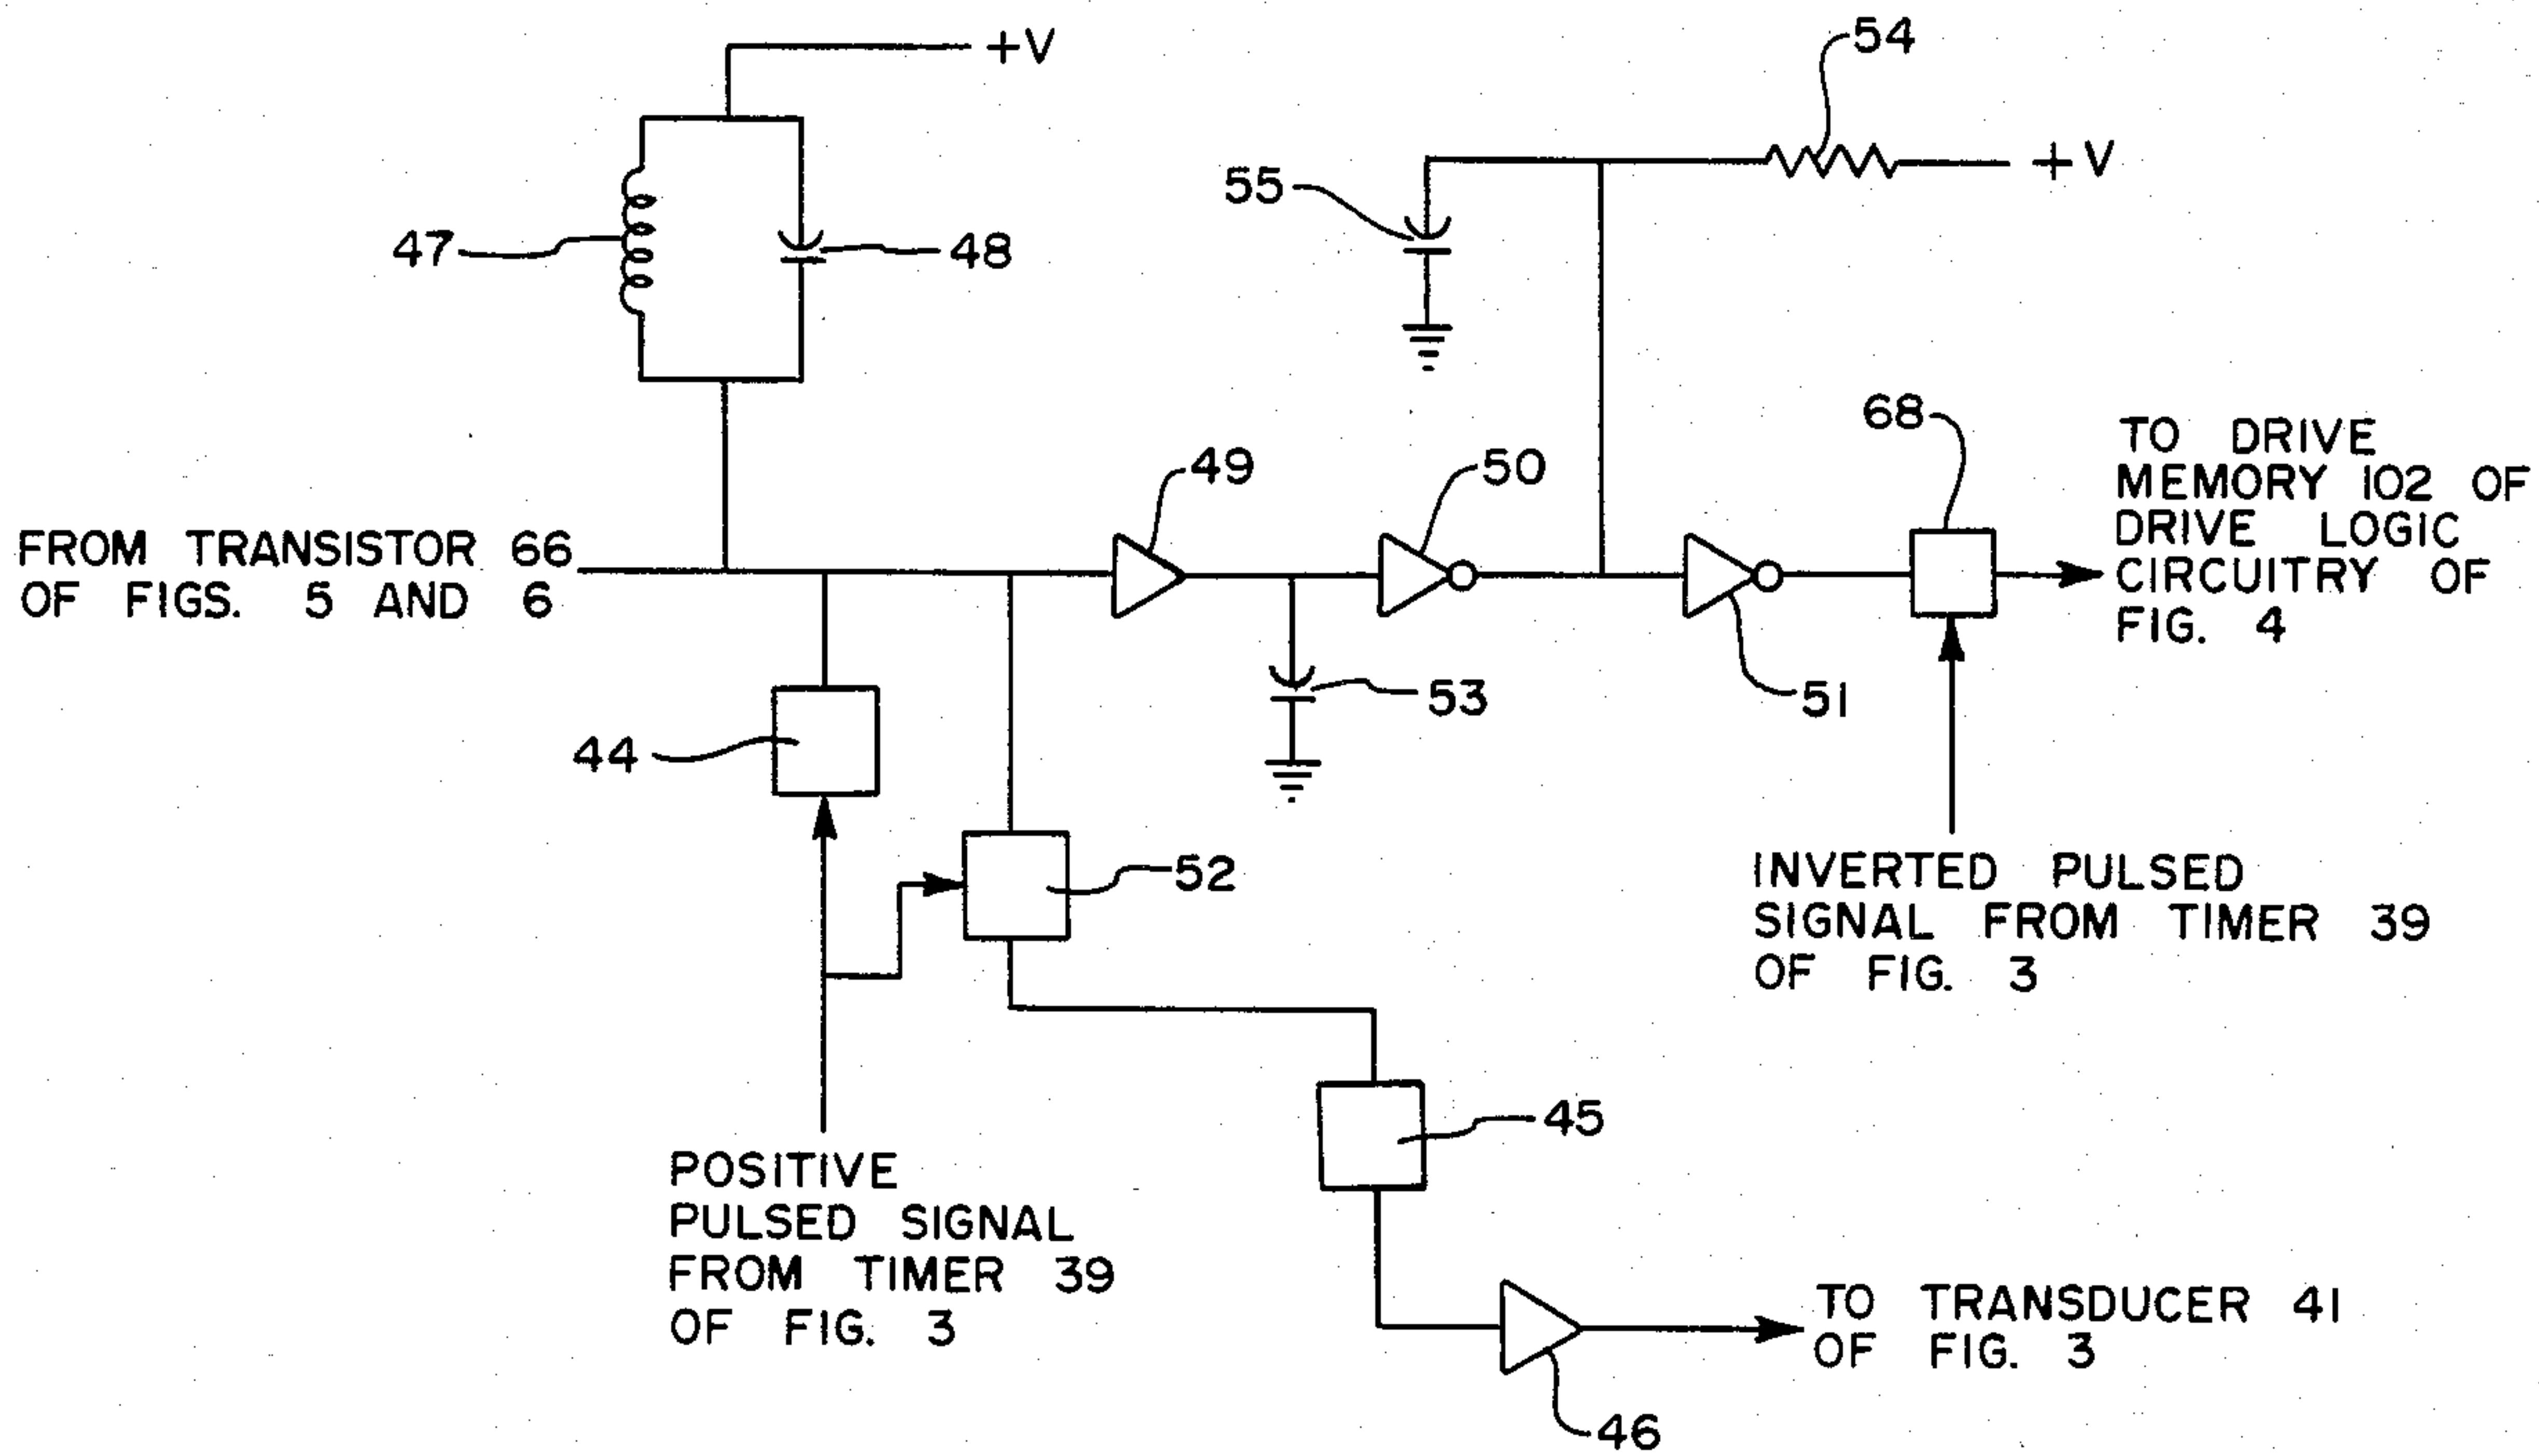 +V
54
+V
55
47
48
68
TO DRIVE
MEMORY 102 OF
DRIVE LOGIC
CIRCUITRY OF
FIG. 4
49
50
FROM TRANSISTOR 66
OF FIGS. 5 AND 6
53
51
44
52
INVERTED PULSED
SIGNAL FROM TIMER 39
OF FIG. 3
45
POSITIVE
PULSED SIGNAL
FROM TIMER 39
OF FIG. 3
TO TRANSDUCER 41
OF FIG. 3
46